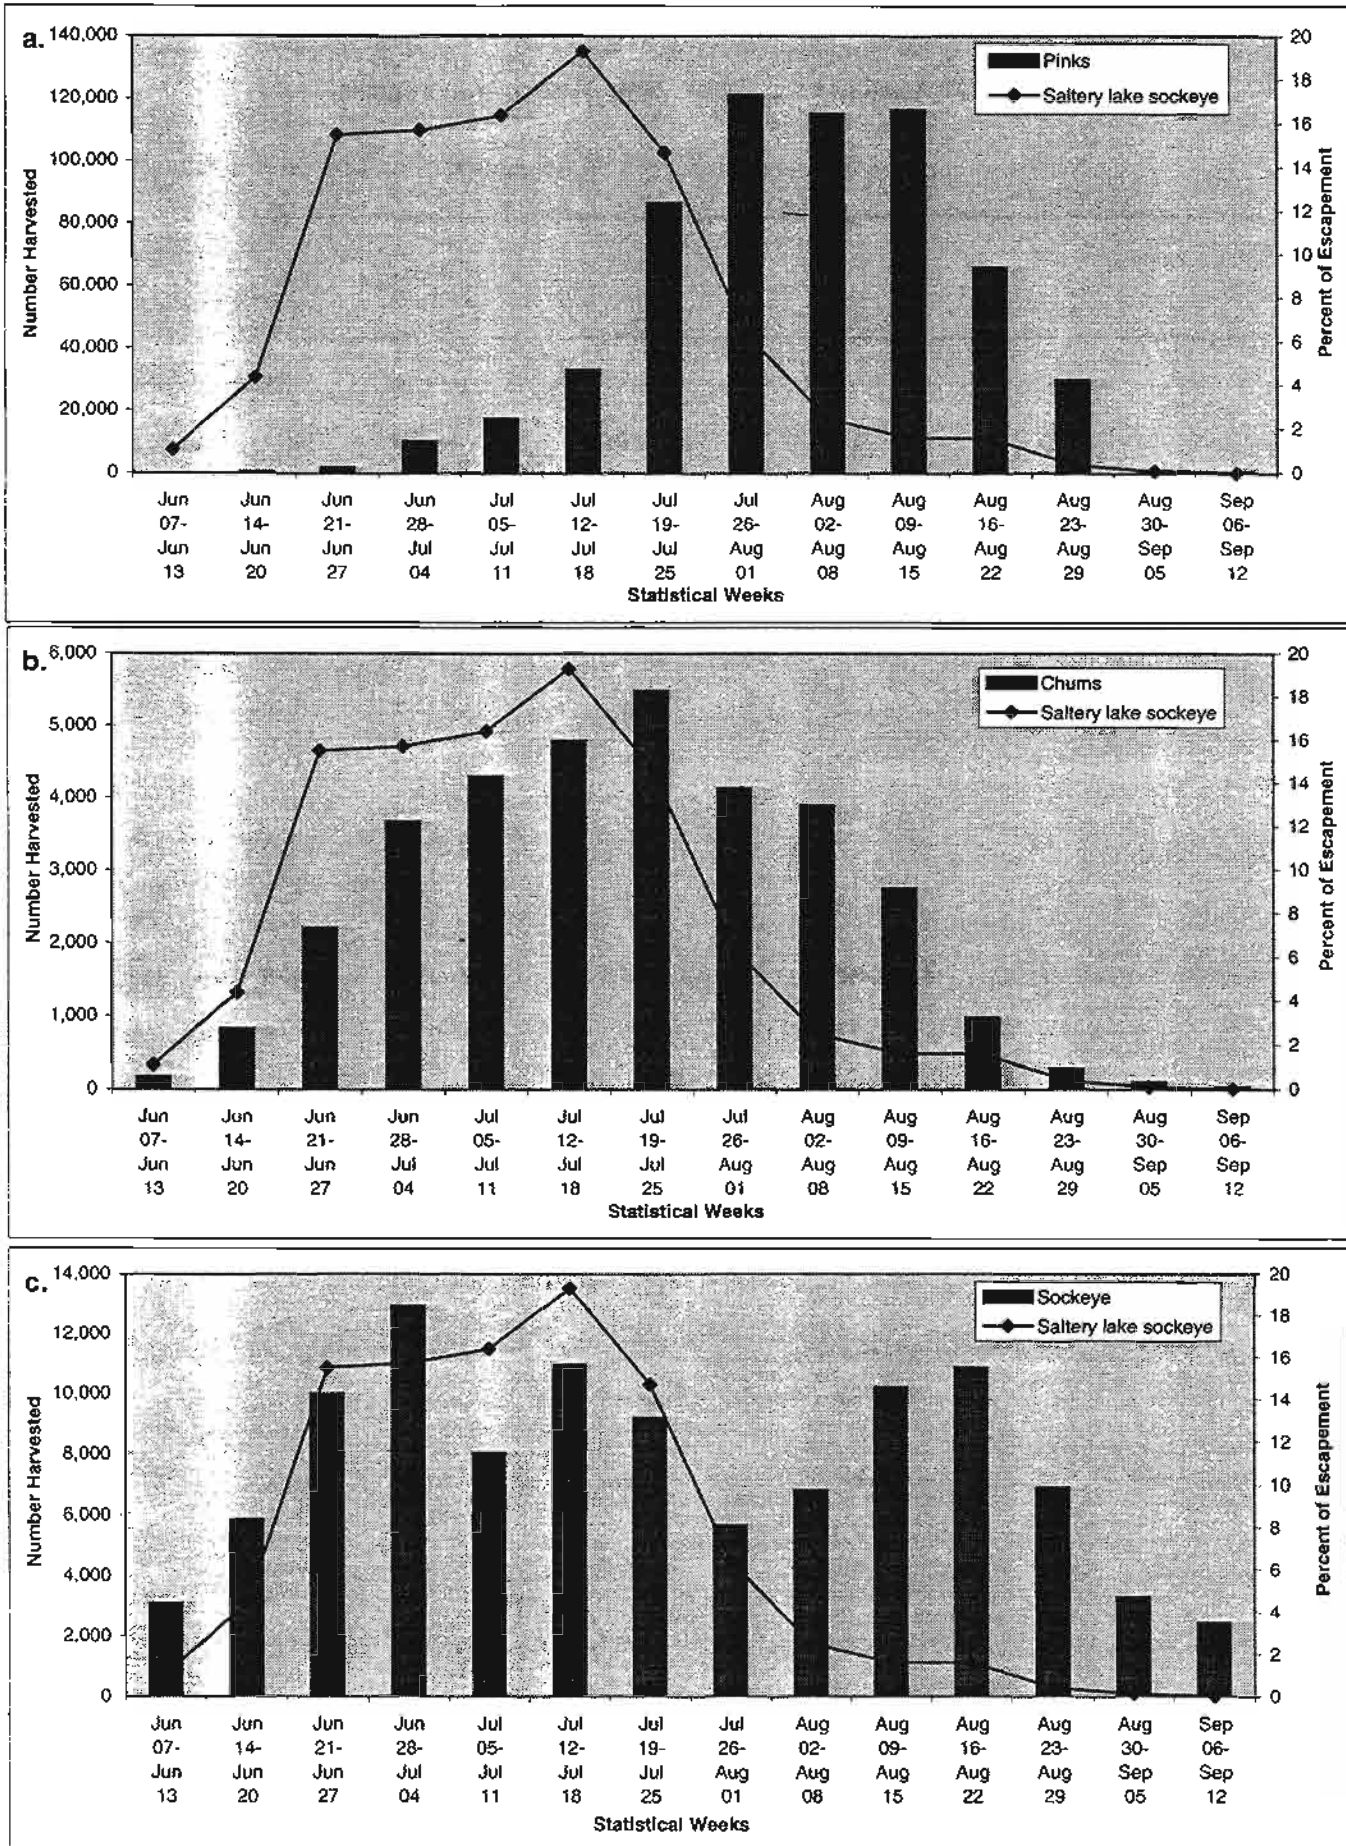 a.
140,000
120,000
100,000
80,000
60,000
40,000
20,000
0
Number Harvested
Pinks
Saltery lake sockeye
20
18
16
14
12
10
8
6
4
2
0
Percent of Escapement
Jun Jun Jun Jun Jul Jul Jul Jul Aug Aug Aug Aug Aug Sep
07- 14- 21- 28- 05- 12- 19- 26- 02- 09- 16- 23- 30- 06-
Jun Jun Jun Jul Jul Jul Jul Aug Aug Aug Aug Aug Sep Sep
13 20 27 04 11 18 25 01 08 15 22 29 05 12
Statistical Weeks
b.
6,000
5,000
4,000
3,000
2,000
1,000
0
Number Harvested
Chums
Saltery lake sockeye
20
18
16
14
12
10
8
6
4
2
0
Percent of Escapement
Jun Jun Jun Jun Jul Jul Jul Jul Aug Aug Aug Aug Aug Sep
07- 14- 21- 28- 05- 12- 19- 26- 02- 09- 16- 23- 30- 06-
Jun Jun Jun Jul Jul Jul Jul Aug Aug Aug Aug Aug Sep Sep
13 20 27 04 11 18 25 01 08 15 22 29 05 12
Statistical Weeks
c.
14,000
12,000
10,000
8,000
6,000
4,000
2,000
0
Number Harvested
Sockeye
Saltery lake sockeye
20
18
16
14
12
10
8
6
4
2
0
Percent of Escapement
Jun Jun Jun Jun Jul Jul Jul Jul Aug Aug Aug Aug Aug Sep
07- 14- 21- 28- 05- 12- 19- 26- 02- 09- 16- 23- 30- 06-
Jun Jun Jun Jul Jul Jul Jul Aug Aug Aug Aug Aug Sep Sep
13 20 27 04 11 18 25 01 08 15 22 29 05 12
Statistical Weeks